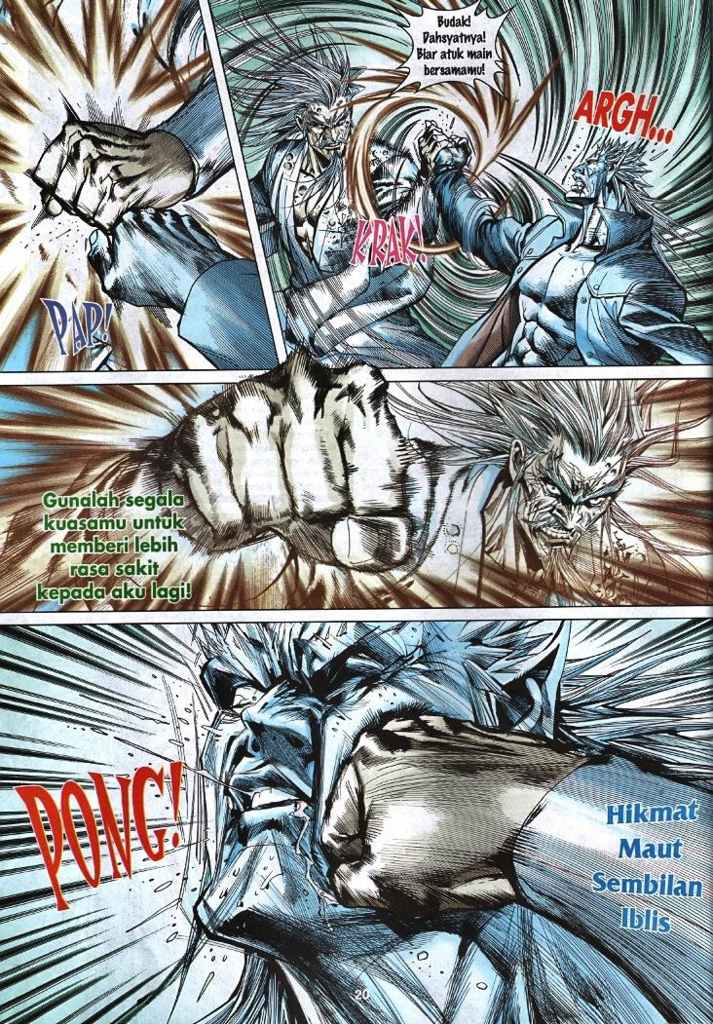 PAP!
Budak!
Dahsyatnya!
Biar atuk main
bersamamu!
ARGH...
KRAK!
Gunalah segala
kuasamu untuk
memberi lebih
rasa sakit
kepada aku lagi!
PONG!
Hikmat
Maut
Sembilan
Iblis
20